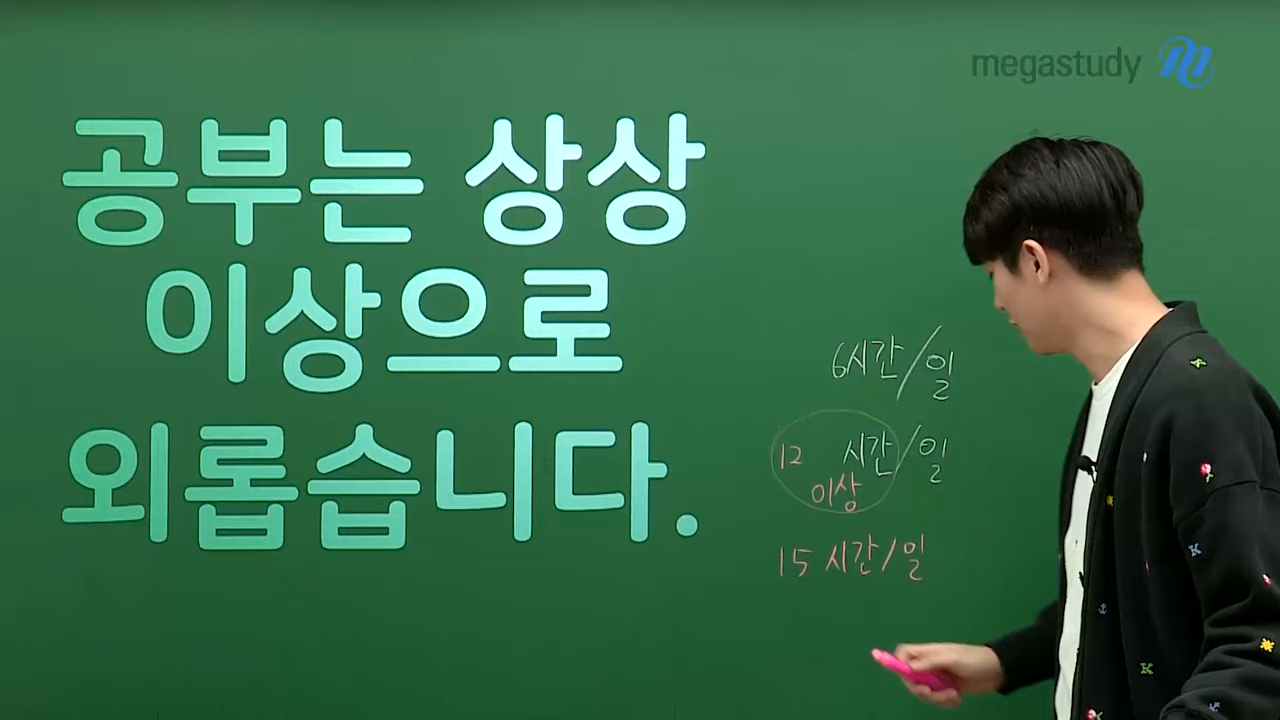 megastudy
공부는 상상
이상으로
외롭습니다.
6시간/일
12 시간/일
이상
15 시간/일